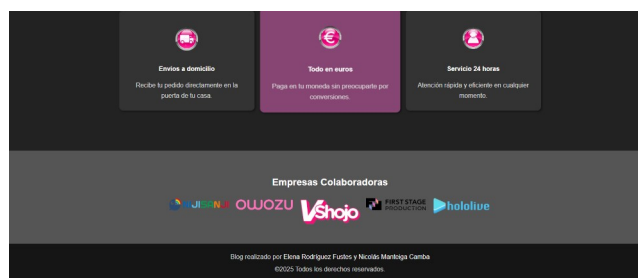 Envíos a domicilio
Recibe tu pedido directamente en la
puerta de tu casa.
Todo en euros
Paga en tu moneda sin preocuparte por
conversiones.
Servicio 24 horas
Atención rápida y eficiente en cualquier
momento.
Empresas Colaboradoras
NIJISANJI OWOZU VShojo FIRST STAGE PRODUCTION hololive
Blog realizado por Elena Rodríguez Fustes y Nicolás Manteiga Camba
©2025 Todos los derechos reservados.